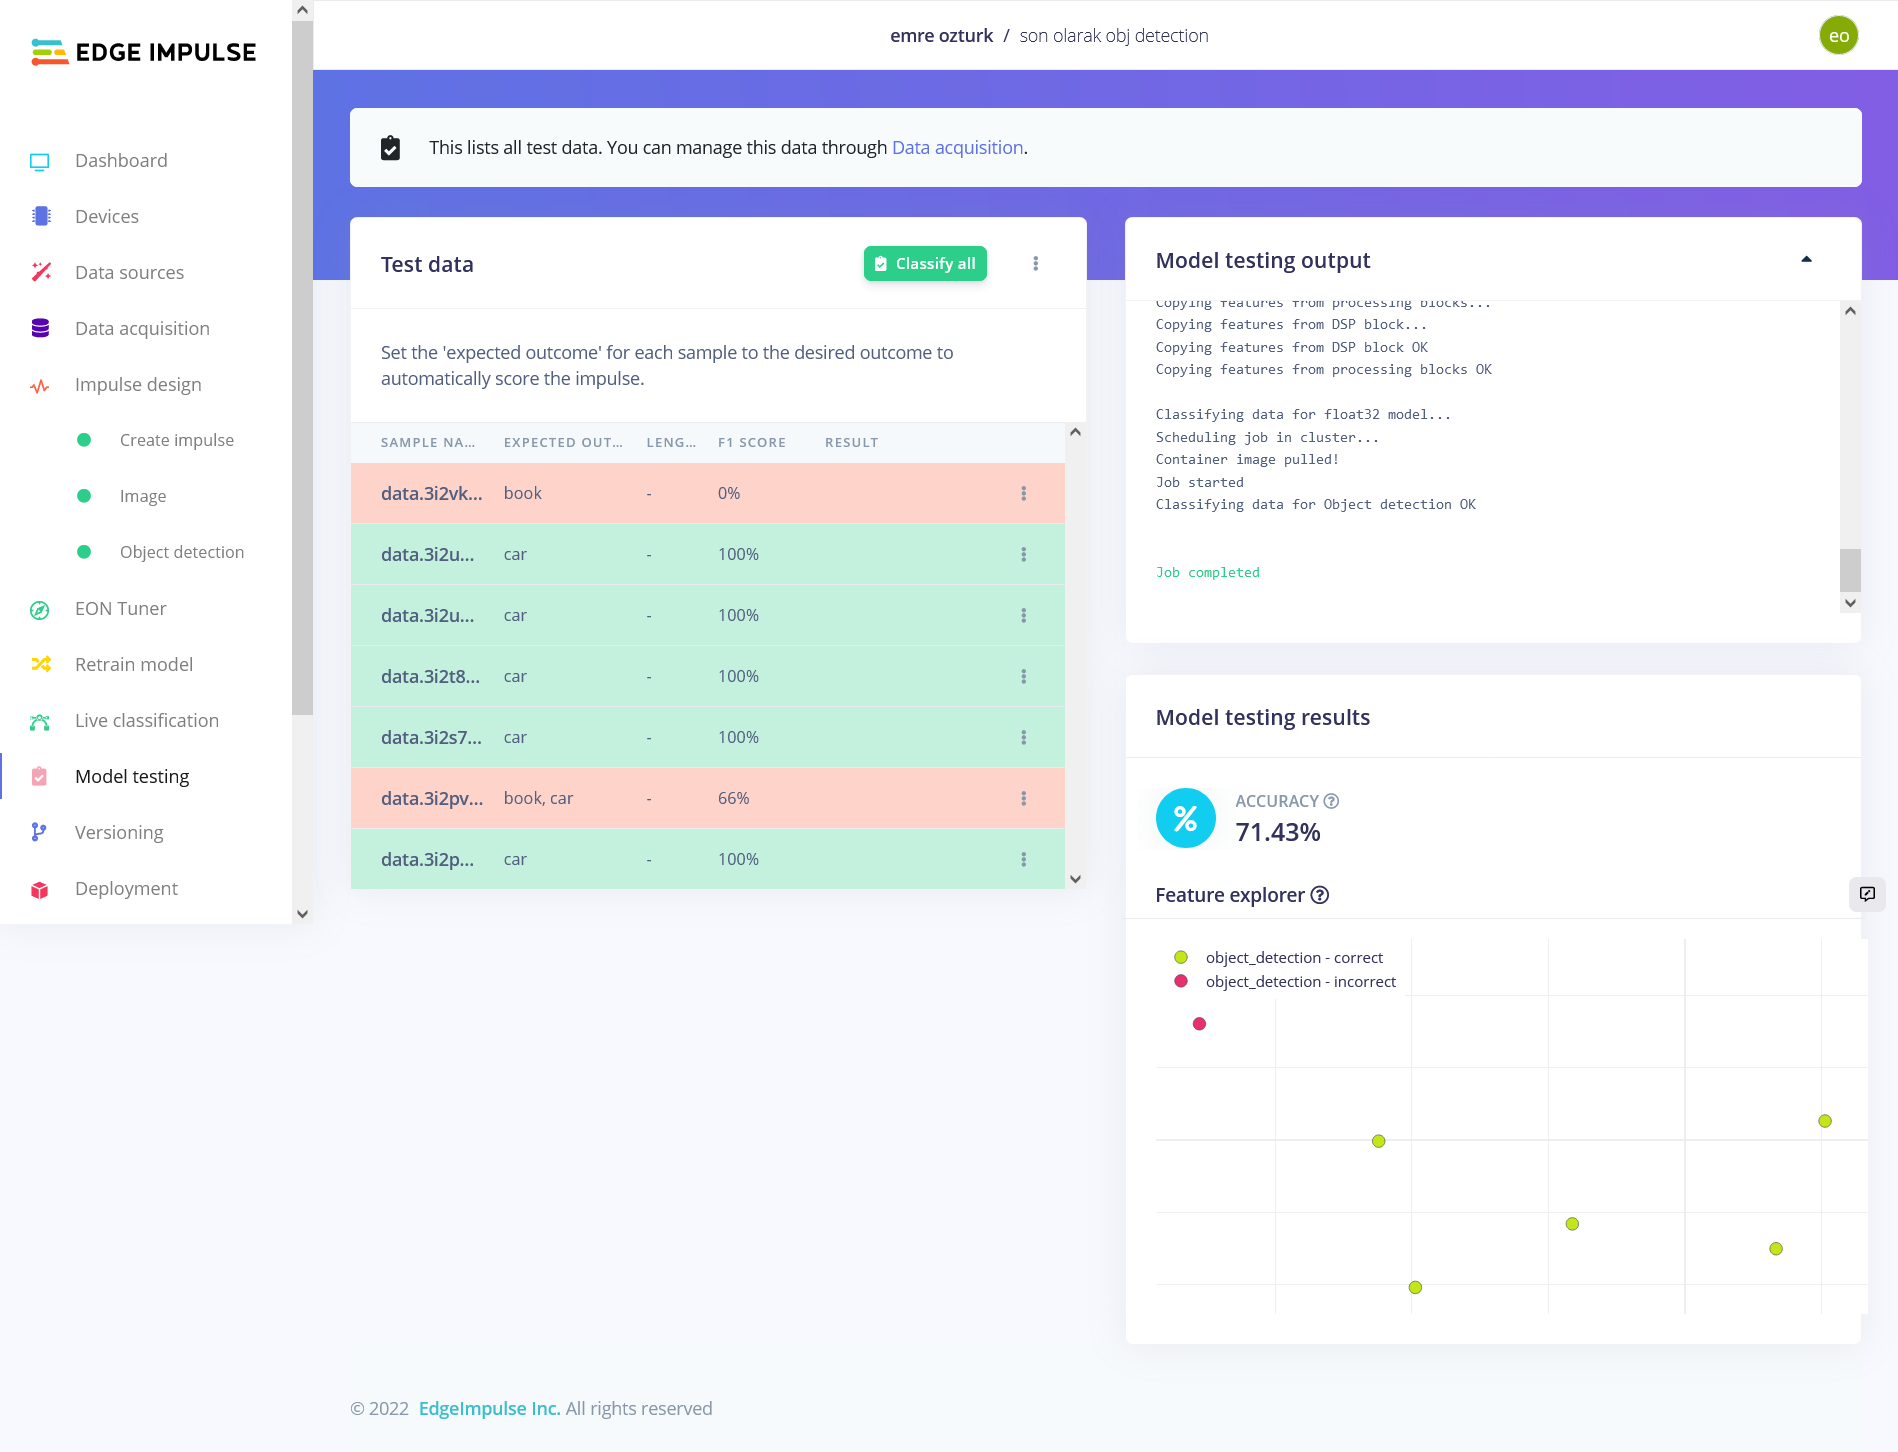 EDGE IMPULSE
Dashboard
Devices
Data sources
Data acquisition
Impulse design
Create impulse
Image
Object detection
EON Tuner
Retrain model
Live classification
Model testing
Versioning
Deployment
emre ozturk / son olarak obj detection
eo
This lists all test data. You can manage this data through Data acquisition.
Test data
Classify all
Set the 'expected outcome' for each sample to the desired outcome to
automatically score the impulse.
SAMPLE NA... EXPECTED OUT... LENG... F1 SCORE RESULT
data.3i2vk... book - 0%
data.3i2u... car - 100%
data.3i2u... car - 100%
data.3i2t8... car - 100%
data.3i2s7... car - 100%
data.3i2pv... book, car - 66%
data.3i2p... car - 100%
Model testing output
Copying features from processing blocks...
Copying features from DSP block...
Copying features from DSP block OK
Copying features from processing blocks OK
Classifying data for float32 model...
Scheduling job in cluster...
Container image pulled!
Job started
Classifying data for Object detection OK
Job completed
Model testing results
%
ACCURACY ?
71.43%
Feature explorer ?
object_detection - correct
object_detection - incorrect
© 2022 EdgeImpulse Inc. All rights reserved